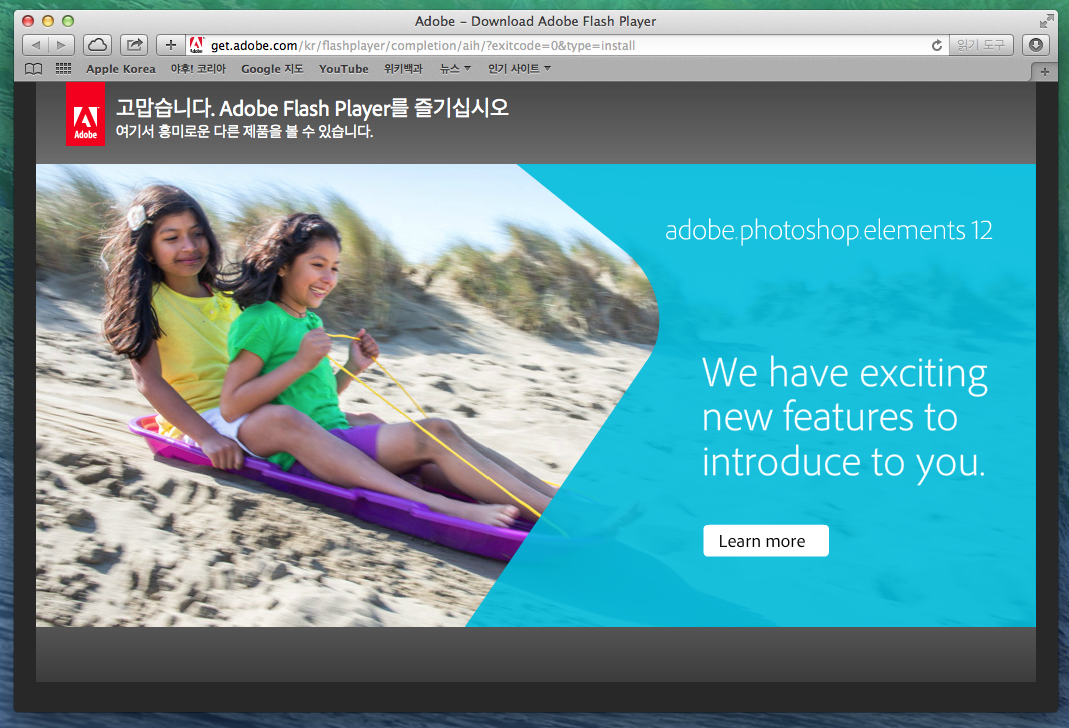 Adobe – Download Adobe Flash Player
Adobe get.adobe.com/kr/flashplayer/completion/aih/?exitcode=0&type=install 읽기 도구
Apple Korea 야후! 코리아 Google 지도 YouTube 위키백과 뉴스 인기 사이트
고맙습니다. Adobe Flash Player를 즐기십시오
Adobe 여기서 흥미로운 다른 제품을 볼 수 있습니다.
adobe.photoshop.elements 12
We have exciting
new features to
introduce to you.
Learn more